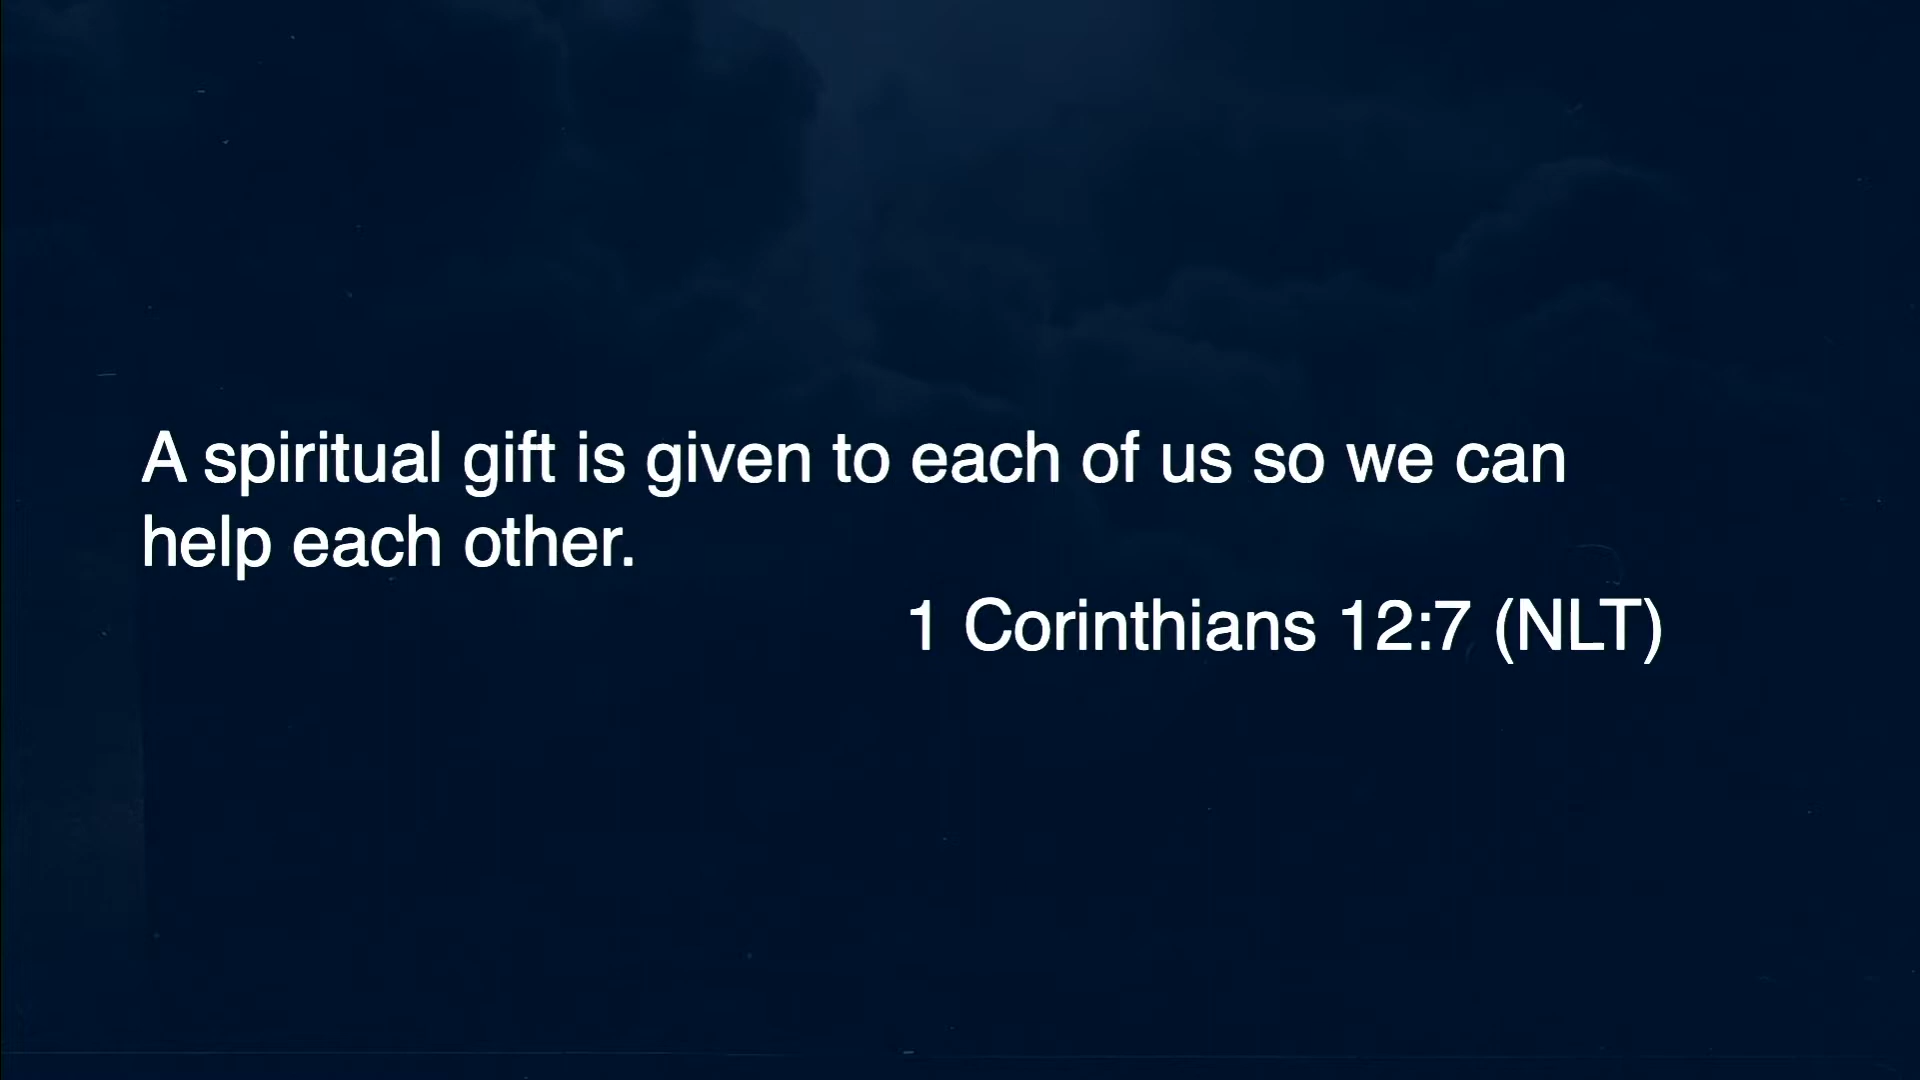 A spiritual gift is given to each of us so we can
help each other.
1 Corinthians 12:7 (NLT)